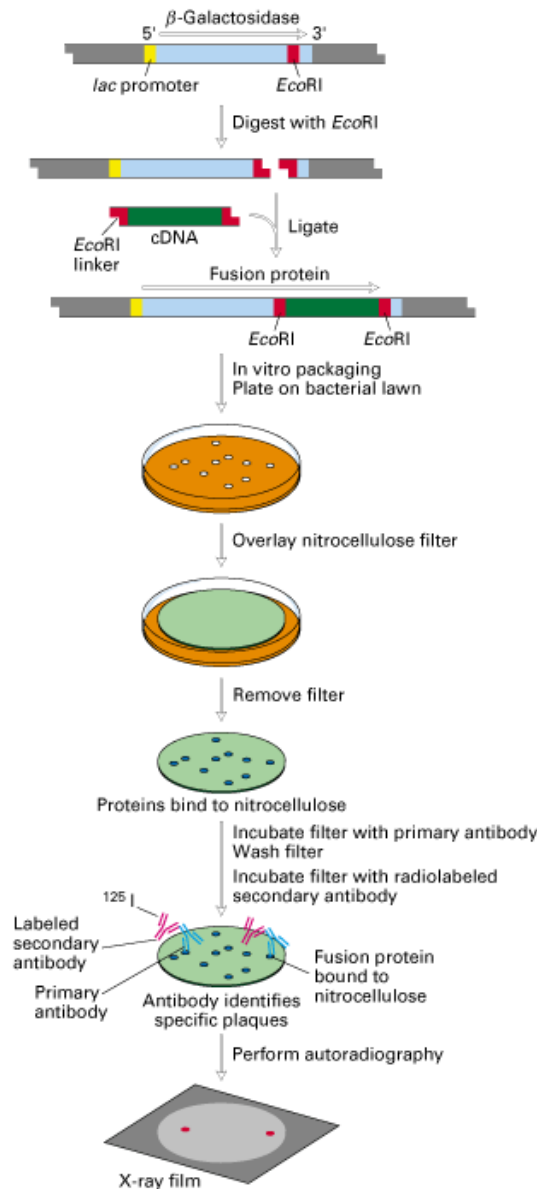 β-Galactosidase
5' 3'
lac promoter
EcoRI
Digest with EcoRI
EcoRI
linker
cDNA
Ligate
Fusion protein
EcoRI
EcoRI
In vitro packaging
Plate on bacterial lawn
Overlay nitrocellulose filter
Remove filter
Proteins bind to nitrocellulose
Incubate filter with primary antibody
Wash filter
Incubate filter with radiolabeled
secondary antibody
125 I
Labeled
secondary
antibody
Primary
antibody
Fusion protein
bound to
nitrocellulose
Antibody identifies
specific plaques
Perform autoradiography
X-ray film